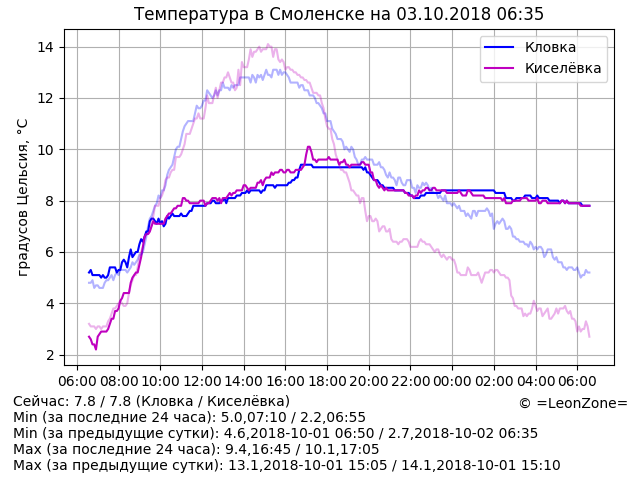 Температура в Смоленске на 03.10.2018 06:35
градусов Цельсия, °C
14
12
10
8
6
4
2
Кловка
Киселёвка
06:00 08:00 10:00 12:00 14:00 16:00 18:00 20:00 22:00 00:00 02:00 04:00 06:00
Сейчас: 7.8 / 7.8 (Кловка / Киселёвка)
© =LeonZone=
Min (за последние 24 часа): 5.0,07:10 / 2.2,06:55
Min (за предыдущие сутки): 4.6,2018-10-01 06:50 / 2.7,2018-10-02 06:35
Max (за последние 24 часа): 9.4,16:45 / 10.1,17:05
Max (за предыдущие сутки): 13.1,2018-10-01 15:05 / 14.1,2018-10-01 15:10